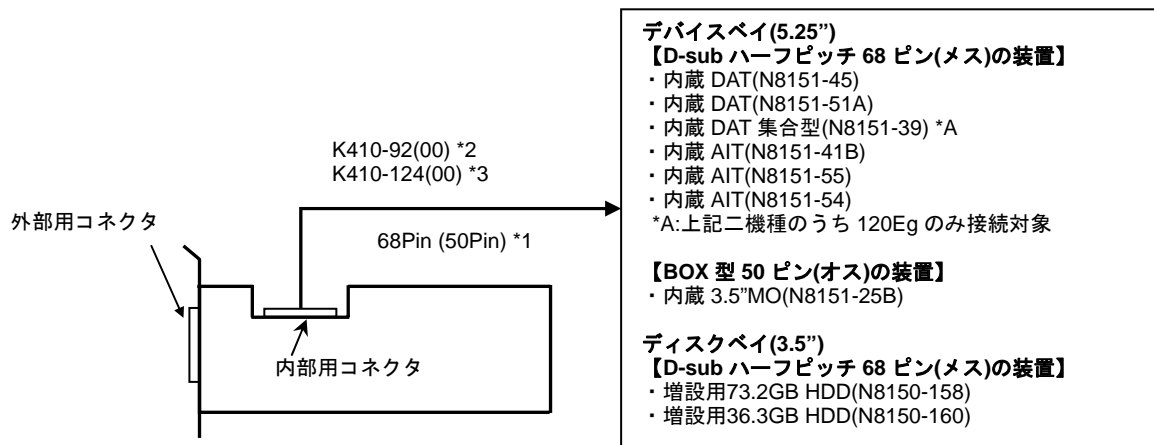 デバイスベイ(5.25”)
【D-sub ハーフピッチ 68 ピン(メス)の装置】
・内蔵 DAT(N8151-45)
・内蔵 DAT(N8151-51A)
・内蔵 DAT 集合型(N8151-39) *A
・内蔵 AIT(N8151-41B)
・内蔵 AIT(N8151-55)
・内蔵 AIT(N8151-54)
*A:上記二機種のうち 120Eg のみ接続対象
【BOX 型 50 ピン(オス)の装置】
・内蔵 3.5”MO(N8151-25B)
ディスクベイ(3.5”)
【D-sub ハーフピッチ 68 ピン(メス)の装置】
・増設用73.2GB HDD(N8150-158)
・増設用36.3GB HDD(N8150-160)
K410-92(00) *2
K410-124(00) *3
68Pin (50Pin) *1
外部用コネクタ
内部用コネクタ